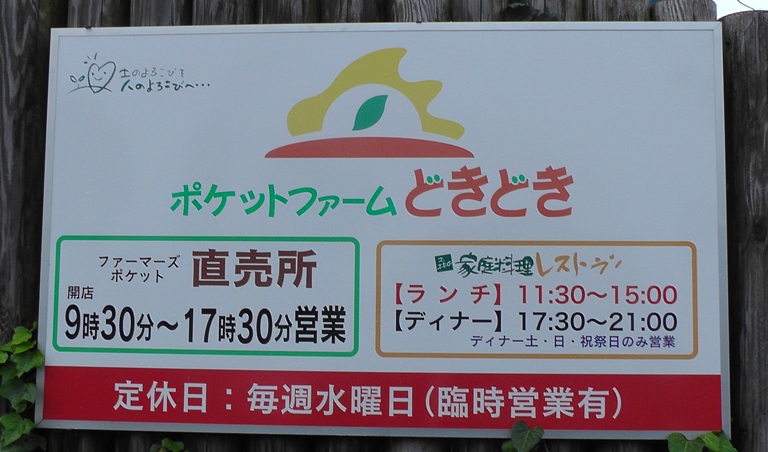 土のよろこびを
人のよろこびへ・・・
ポケットファームどきどき
ファーマーズ
ポケット
直売所
開店
9時30分～17時30分営業
家庭料理レストラン
【ランチ】11:30～15:00
【ディナー】17:30～21:00
ディナー土・日・祝祭日のみ営業
定休日：毎週水曜日（臨時営業有）